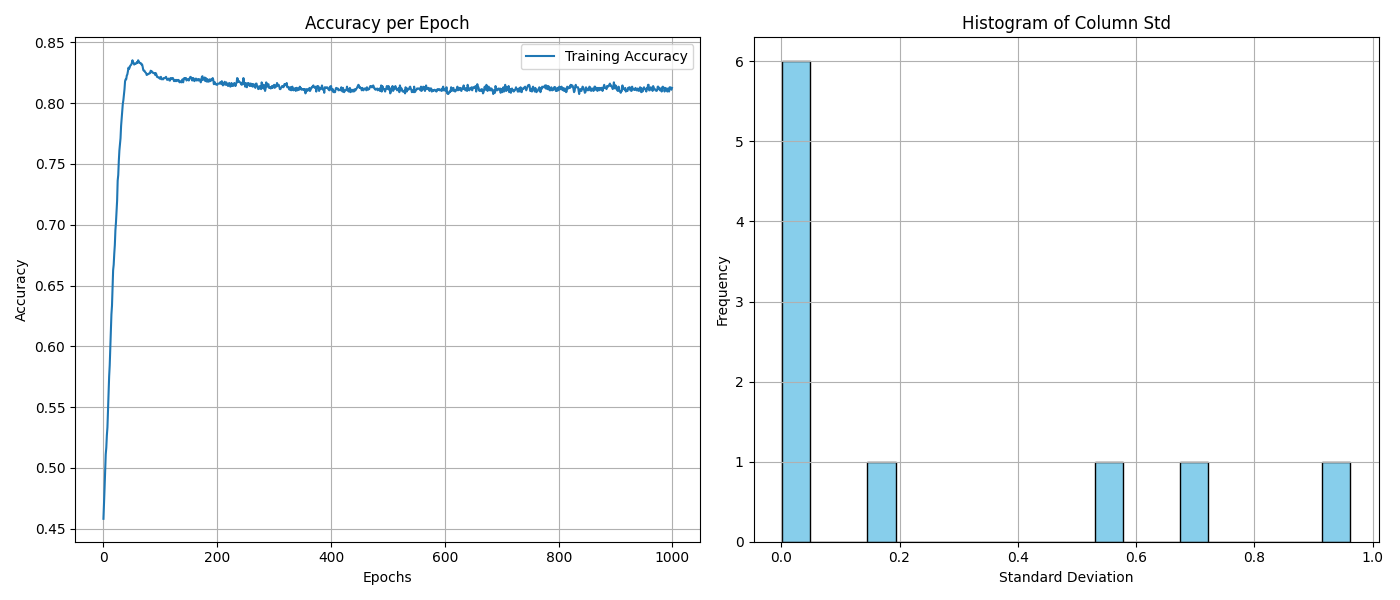 Accuracy per Epoch
Training Accuracy
0.85
0.80
0.75
0.70
0.65
0.60
0.55
0.50
0.45
Accuracy
0 200 400 600 800 1000
Epochs
Histogram of Column Std
6
5
4
3
2
1
0
Frequency
0.0 0.2 0.4 0.6 0.8 1.0
Standard Deviation